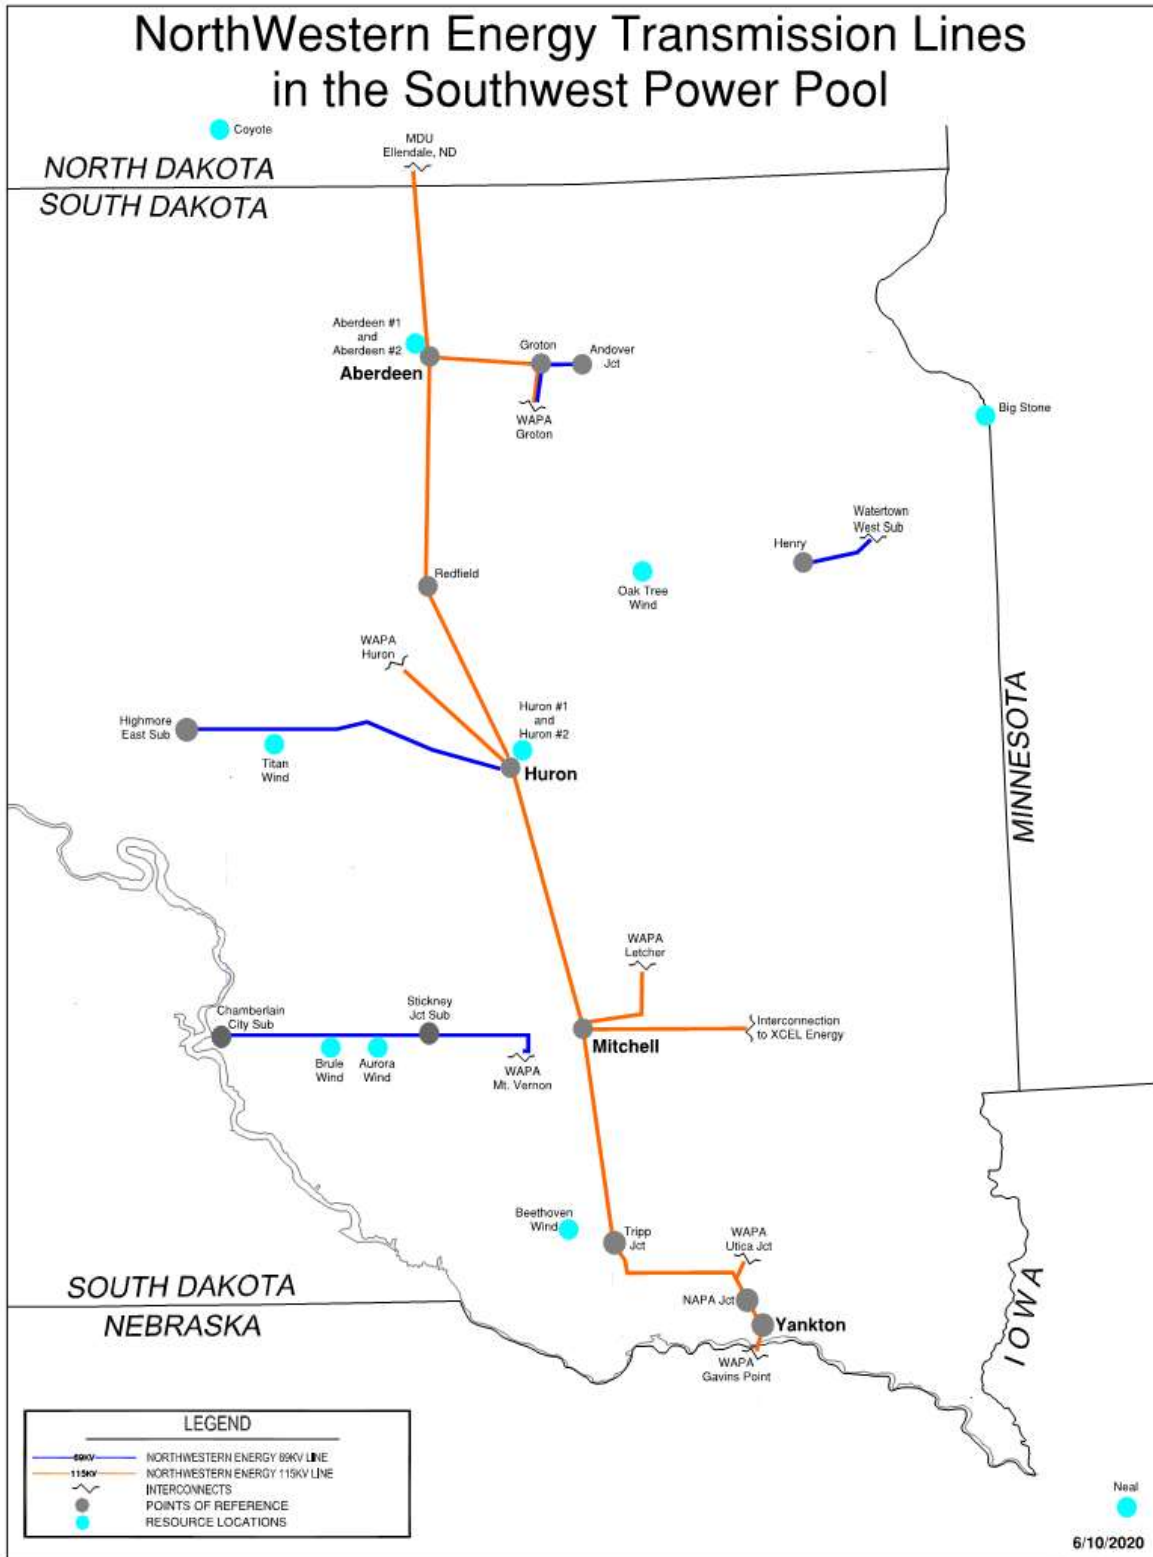 NorthWestern Energy Transmission Lines
in the Southwest Power Pool
Coyote
MDU
Ellendale, ND
NORTH DAKOTA
SOUTH DAKOTA
Aberdeen #1
and
Aberdeen #2
Aberdeen
Groton
Andover
Jct
WAPA
Groton
Big Stone
Watertown
West Sub
Henry
Oak Tree
Wind
Redfield
WAPA
Huron
Highmore
East Sub
Titan
Wind
Huron #1
and
Huron #2
Huron
MINNESOTA
WAPA
Letcher
Chamberlain
City Sub
Stickney
Jct Sub
Interconnection
to XCEL Energy
Mitchell
Brule
Wind
Aurora
Wind
WAPA
Mt. Vernon
Beethoven
Wind
Tripp
Jct
WAPA
Utica Jct
NAPA Jct
Yankton
WAPA
Gavins Point
SOUTH DAKOTA
NEBRASKA
IOWA
LEGEND
69KV NORTHWESTERN ENERGY 69KV LINE
115KV NORTHWESTERN ENERGY 115KV LINE
INTERCONNECTS
POINTS OF REFERENCE
RESOURCE LOCATIONS
Neal
6/10/2020